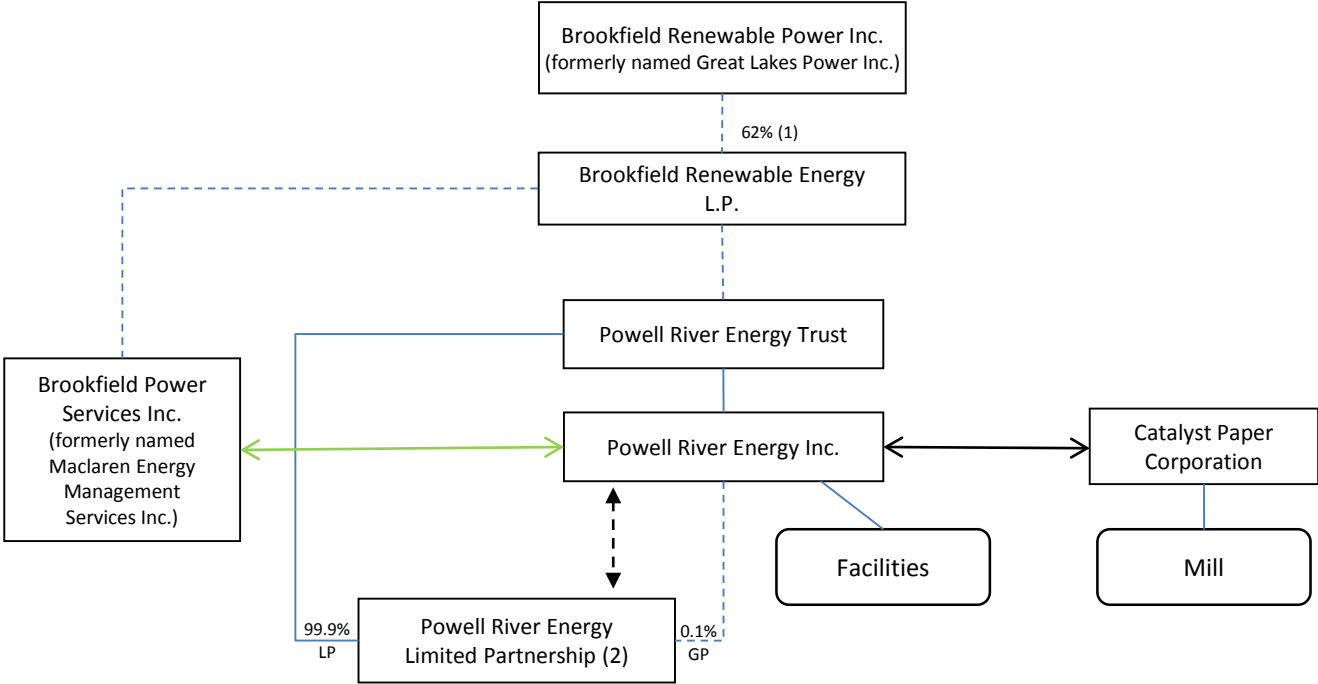 Brookfield Renewable Power Inc.
(formerly named Great Lakes Power Inc.)
62% (1)
Brookfield Renewable Energy
L.P.
Powell River Energy Trust
Brookfield Power
Services Inc.
(formerly named
Maclaren Energy
Management
Services Inc.)
Powell River Energy Inc.
Catalyst Paper
Corporation
Facilities
Mill
99.9%
LP
Powell River Energy
Limited Partnership (2)
0.1%
GP